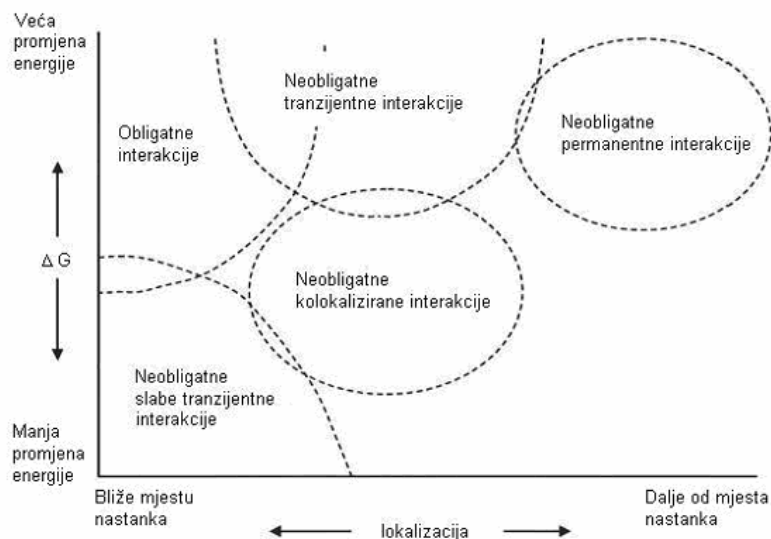 Veća
promjena
energije
Neobligatne
tranzijentne interakcije
Neobligatne
permanentne interakcije
Obligatne
interakcije
Δ G
Neobligatne
kolokalizirane interakcije
Neobligatne
slabe tranzijentne
interakcije
Manja
promjena
energije
Bliže mjestu
nastanka
lokalizacija
Dalje od mjesta
nastanka